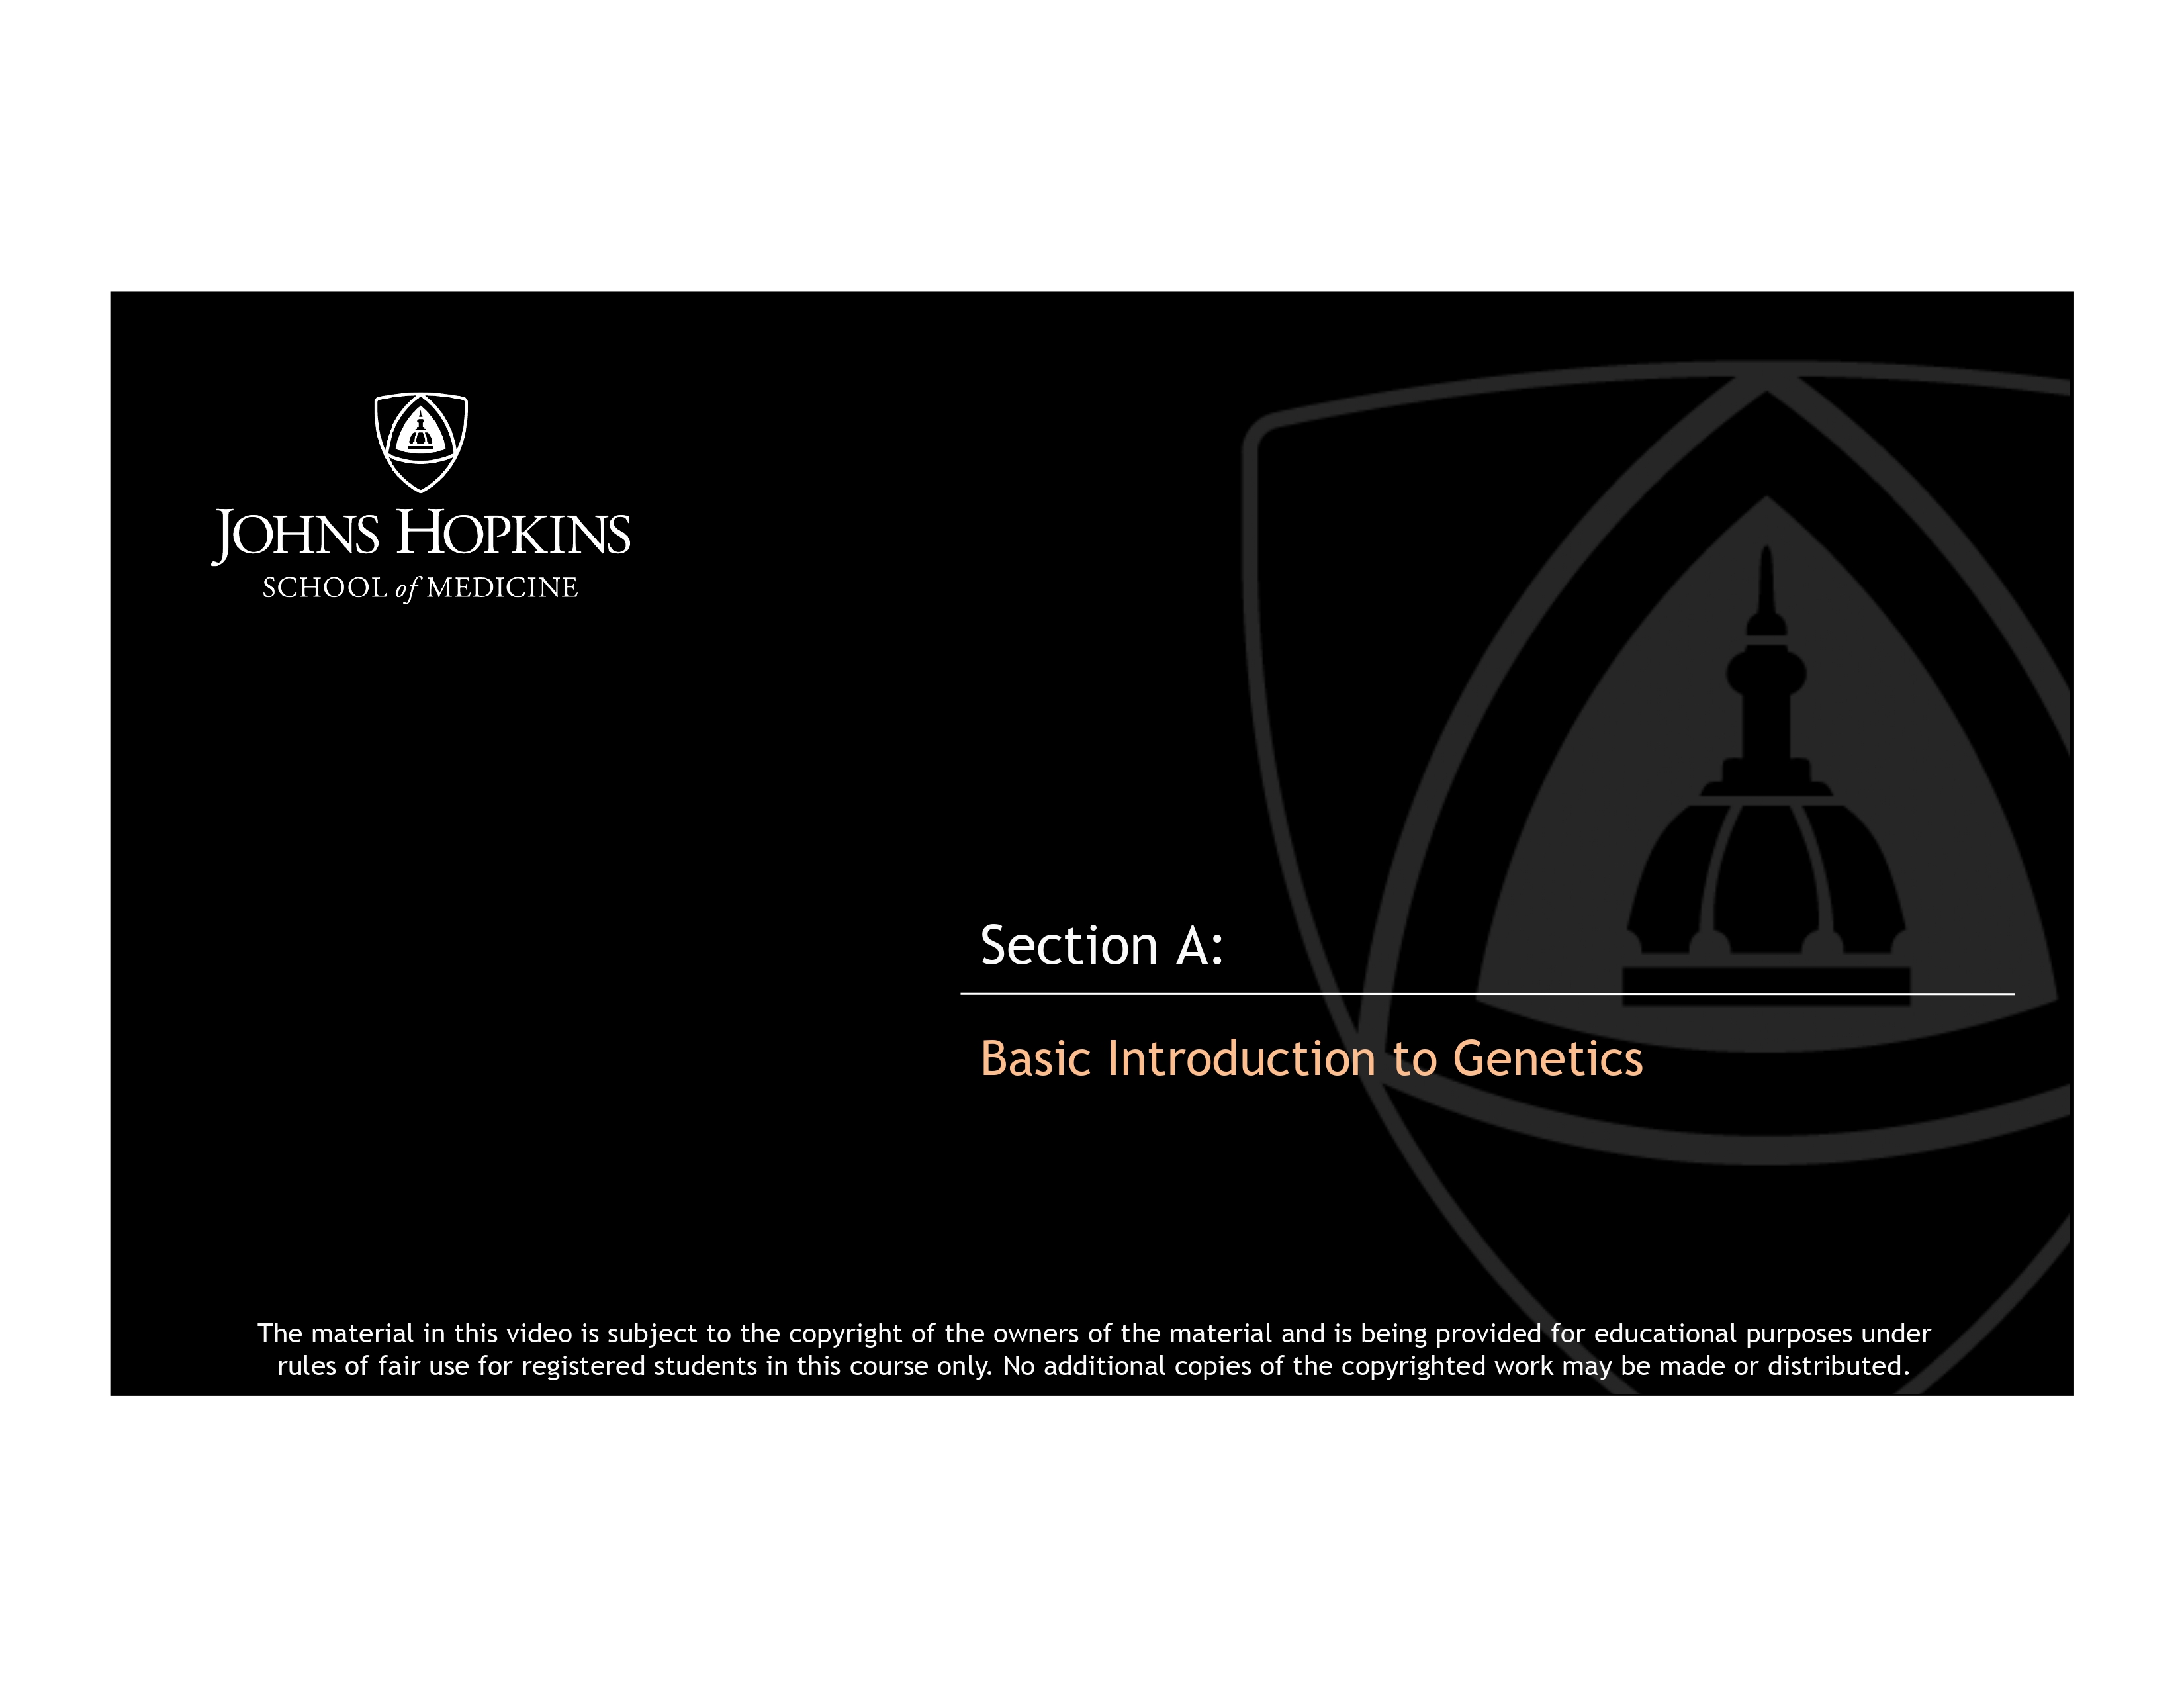 JOHNS HOPKINS
SCHOOL of MEDICINE
Section A:
Basic Introduction to Genetics
The material in this video is subject to the copyright of the owners of the material and is being provided for educational purposes under
rules of fair use for registered students in this course only. No additional copies of the copyrighted work may be made or distributed.